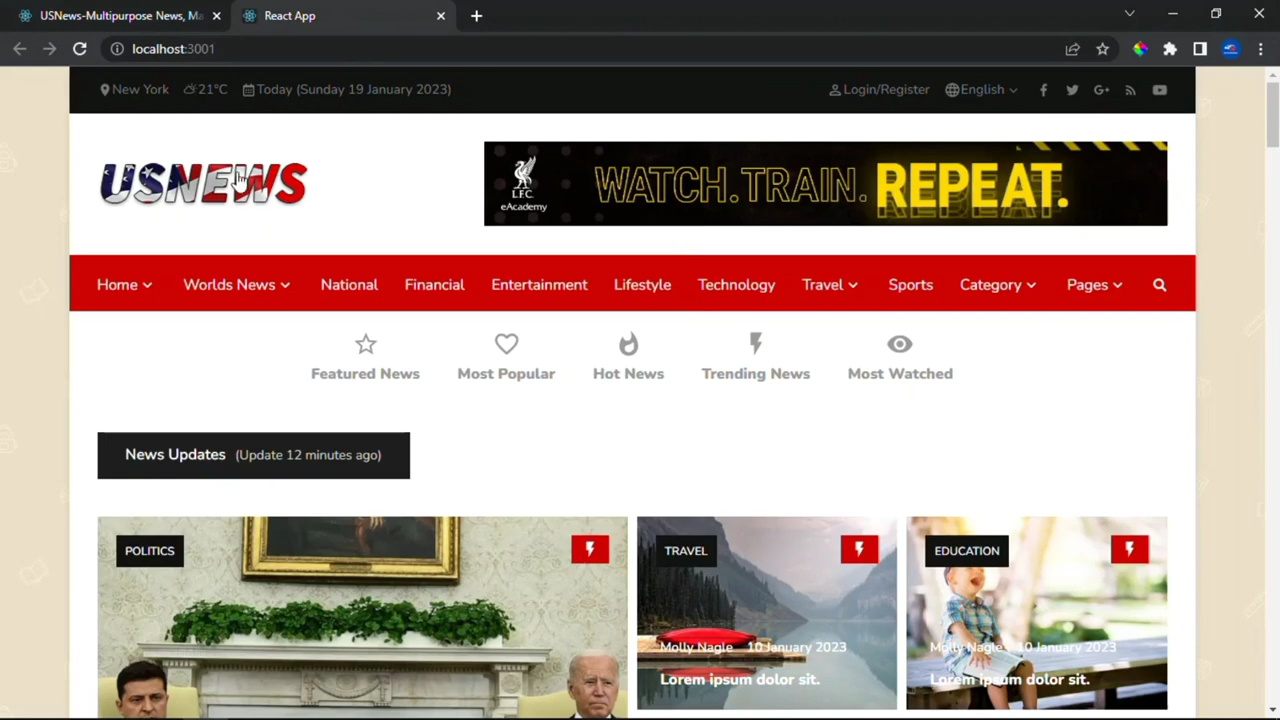 USNews-Multipurpose News, Ma
React App
localhost:3001
New York 21°C Today (Sunday 19 January 2023) Login/Register English
USNEWS
L.F.C.
eAcademy
WATCH.TRAIN.
REPEAT.
Home Worlds News National Financial Entertainment Lifestyle Technology Travel Sports Category Pages
Featured News Most Popular Hot News Trending News Most Watched
News Updates (Update 12 minutes ago)
POLITICS
TRAVEL
Molly Nagle 10 January 2023
Lorem ipsum dolor sit.
EDUCATION
Molly Nagle 10 January 2023
Lorem ipsum dolor sit.